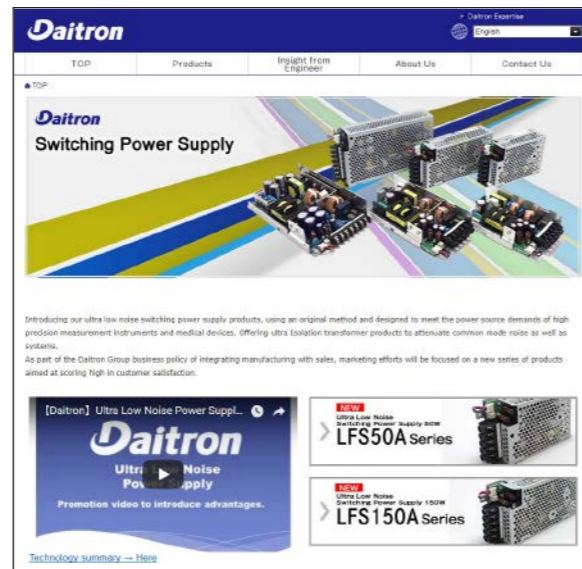 Daitron
Daitron Expertise
English
TOP
Products
Insight from
Engineer
About Us
Contact Us
TOP
Daitron
Switching Power Supply
Introducing our ultra low noise switching power supply products, using an original method and designed to meet the power source demands of high
precision measurement instruments and medical devices. Offering ultra Isolation transformer products to attenuate common mode noise as well as
systems.
As part of the Daitron Group business policy of integrating manufacturing with sales, marketing efforts will be focused on a new series of products
aimed at scoring high in customer satisfaction.
【Daitron】Ultra Low Noise Power Suppl...
Daitron
Ultra Low Noise
Power Supply
Promotion video to introduce advantages.
Technology summary → Here
NEW
Ultra Low Noise
Switching Power Supply 50W
LFS50A Series
NEW
Ultra Low Noise
Switching Power Supply 150W
LFS150A Series